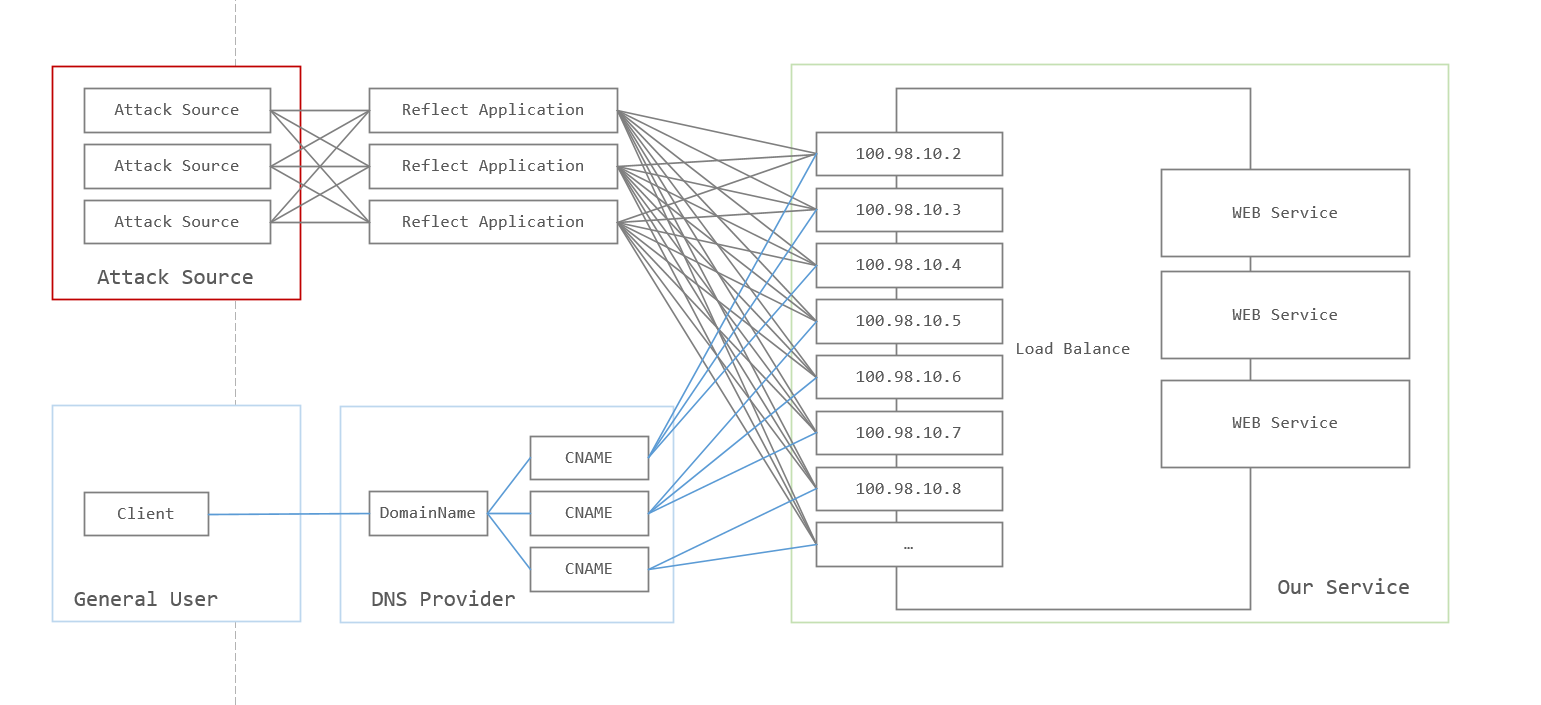 Attack Source
Attack Source
Attack Source
Attack Source
Reflect Application
Reflect Application
Reflect Application
Client
General User
DomainName
CNAME
CNAME
CNAME
DNS Provider
100.98.10.2
100.98.10.3
100.98.10.4
100.98.10.5
100.98.10.6
100.98.10.7
100.98.10.8
…
Load Balance
WEB Service
WEB Service
WEB Service
Our Service